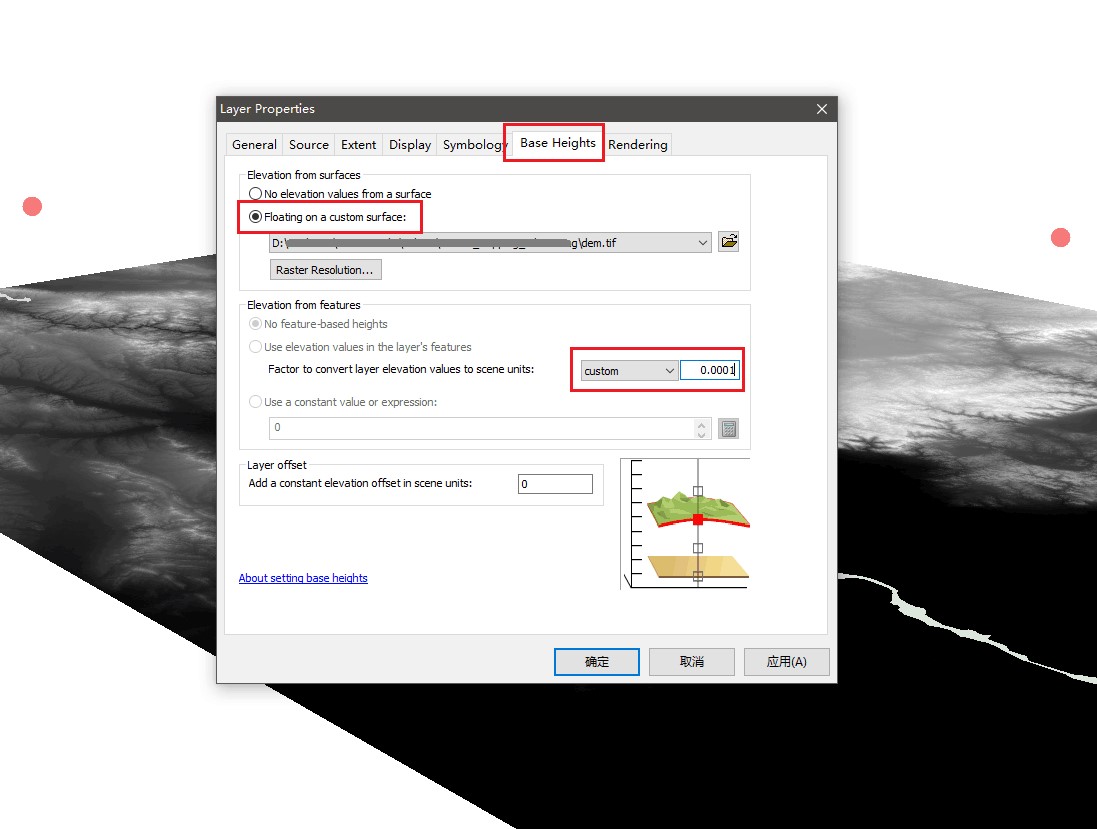 Layer Properties
General Source Extent Display Symbology Base Heights Rendering
Elevation from surfaces
No elevation values from a surface
Floating on a custom surface:
D:\ g\dem.tif
Raster Resolution...
Elevation from features
No feature-based heights
Use elevation values in the layer's features
Factor to convert layer elevation values to scene units: custom 0.0001
Use a constant value or expression:
0
Layer offset
Add a constant elevation offset in scene units: 0
About setting base heights
确定 取消 应用(A)